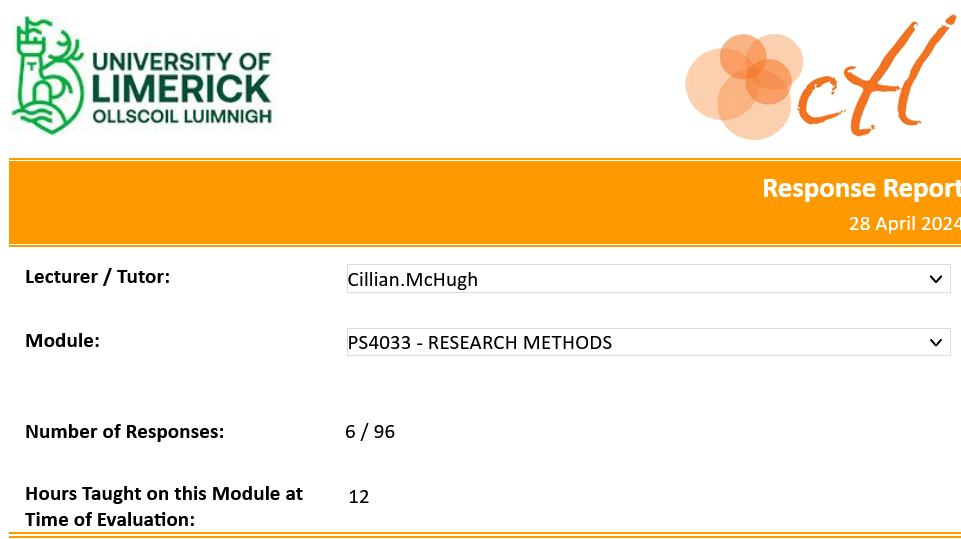 UNIVERSITY OF
LIMERICK
OLLSCOIL LUIMNIGH
ctl
Response Report
28 April 2024
Lecturer / Tutor:
Cillian.McHugh
Module:
PS4033 - RESEARCH METHODS
Number of Responses:
6 / 96
Hours Taught on this Module at
Time of Evaluation:
12